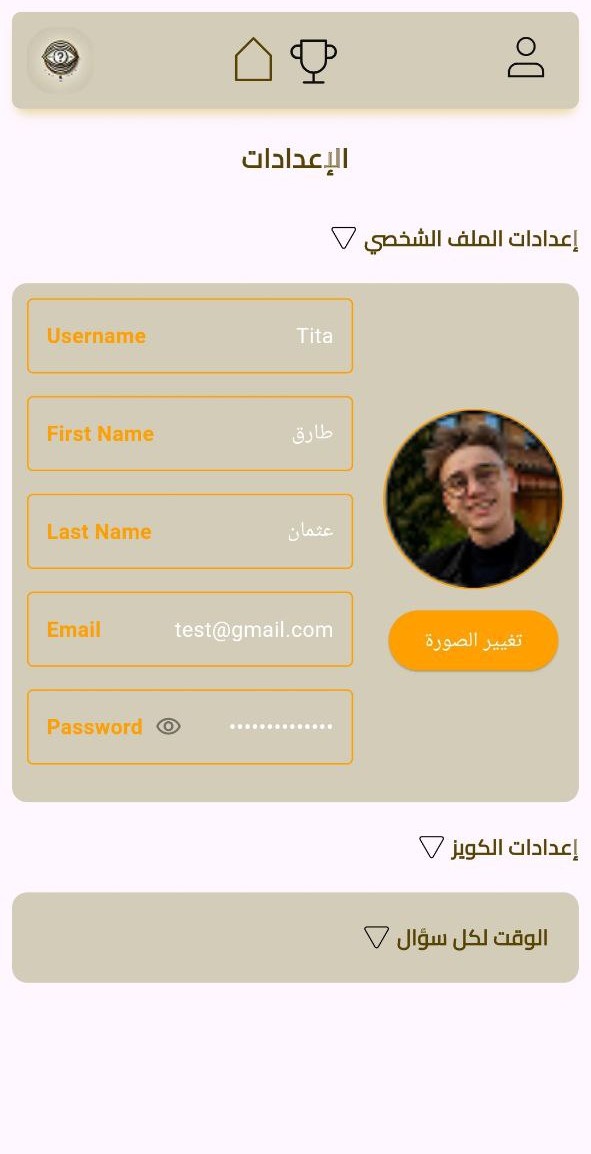 الإعدادات
إعدادات الملف الشخصي
Username Tita
First Name طارق
Last Name عثمان
Email test@gmail.com
Password ••••••••••••••
تغيير الصورة
إعدادات الكويز
الوقت لكل سؤال